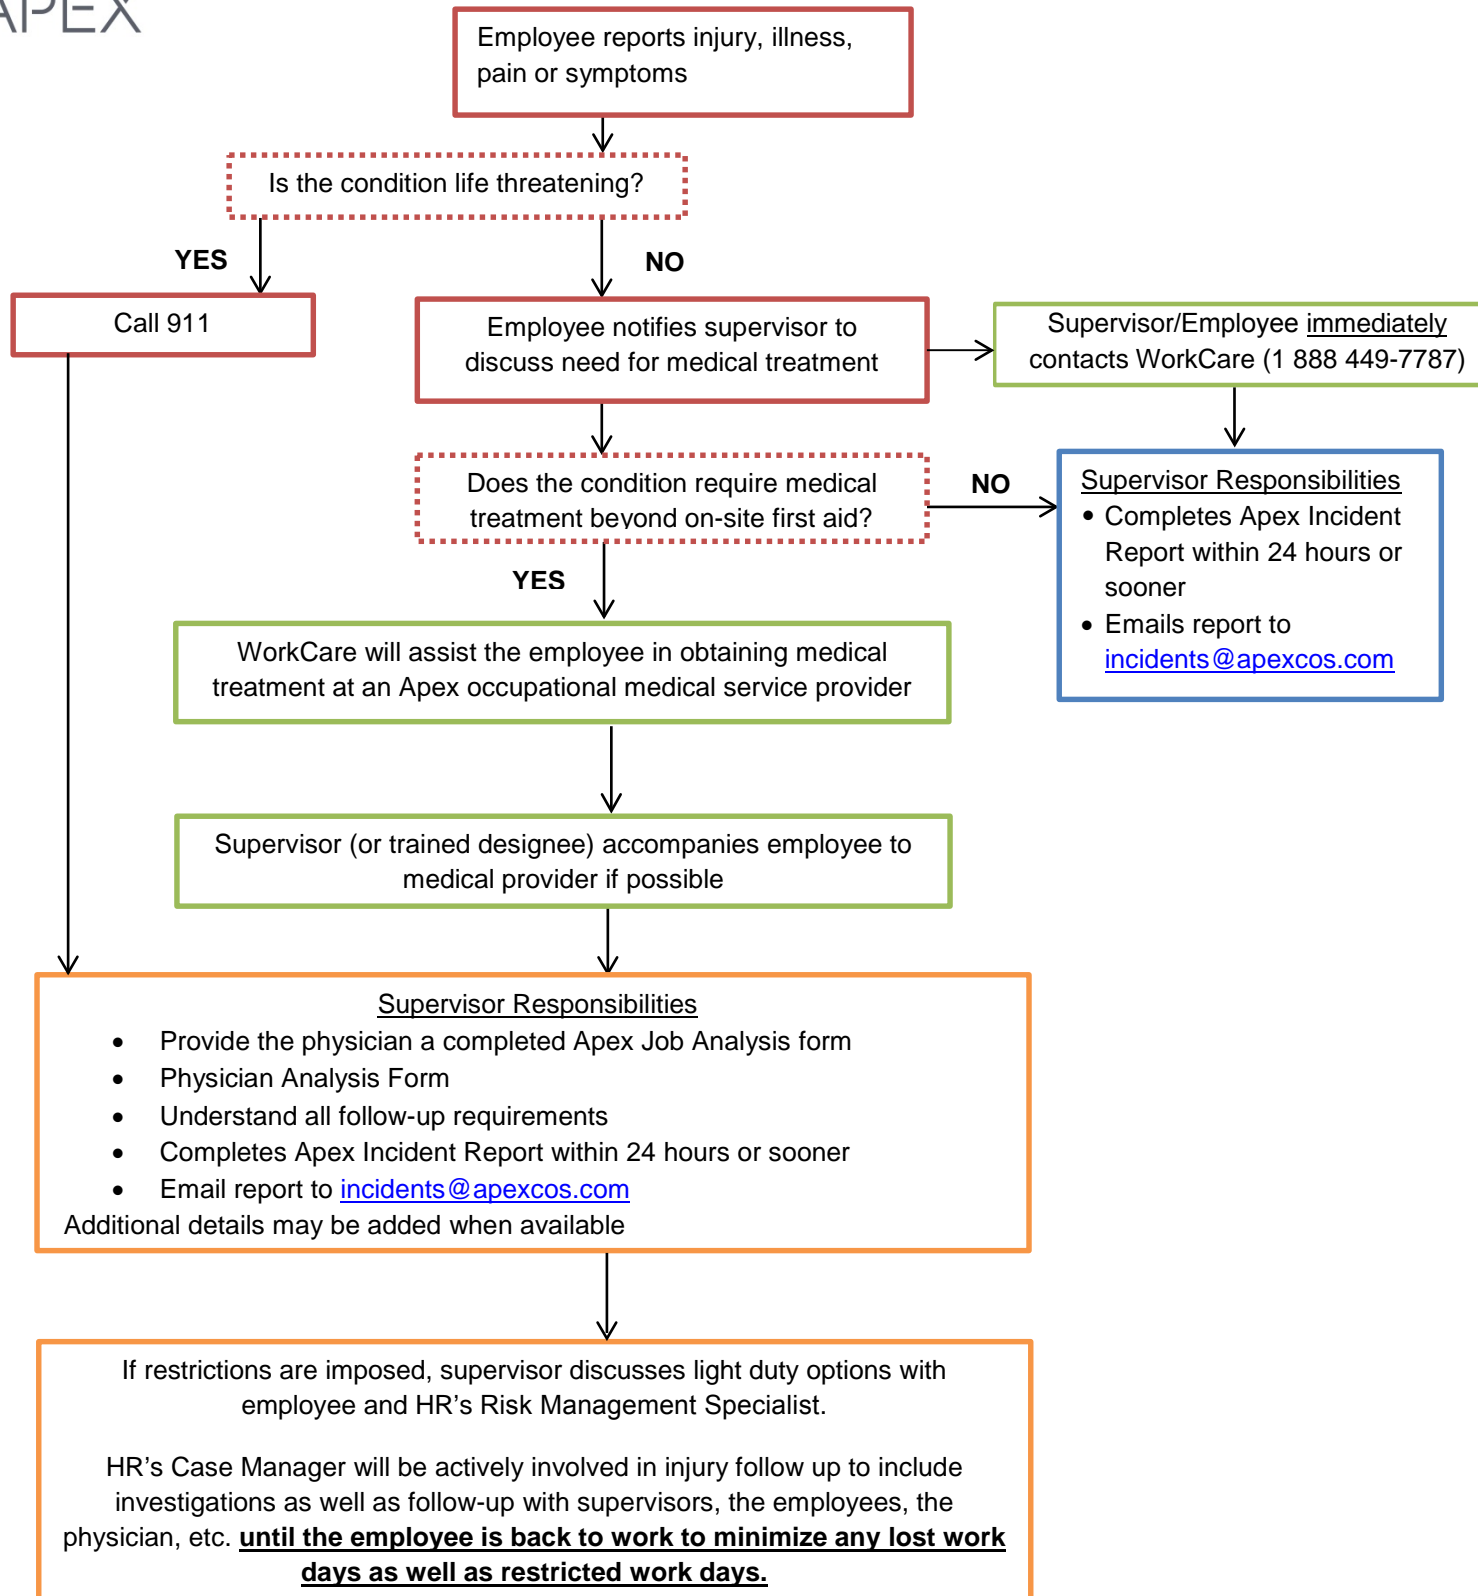 APEX
Employee reports injury, illness,
pain or symptoms
Is the condition life threatening?
YES
NO
Call 911
Employee notifies supervisor to
discuss need for medical treatment
Supervisor/Employee immediately
contacts WorkCare (1 888 449-7787)
Does the condition require medical
treatment beyond on-site first aid?
NO
YES
Supervisor Responsibilities
• Completes Apex Incident
Report within 24 hours or
sooner
• Emails report to
incidents@apexcos.com
WorkCare will assist the employee in obtaining medical
treatment at an Apex occupational medical service provider
Supervisor (or trained designee) accompanies employee to
medical provider if possible
Supervisor Responsibilities
• Provide the physician a completed Apex Job Analysis form
• Physician Analysis Form
• Understand all follow-up requirements
• Completes Apex Incident Report within 24 hours or sooner
• Email report to incidents@apexcos.com
Additional details may be added when available
If restrictions are imposed, supervisor discusses light duty options with
employee and HR’s Risk Management Specialist.
HR’s Case Manager will be actively involved in injury follow up to include
investigations as well as follow-up with supervisors, the employees, the
physician, etc. until the employee is back to work to minimize any lost work
days as well as restricted work days.